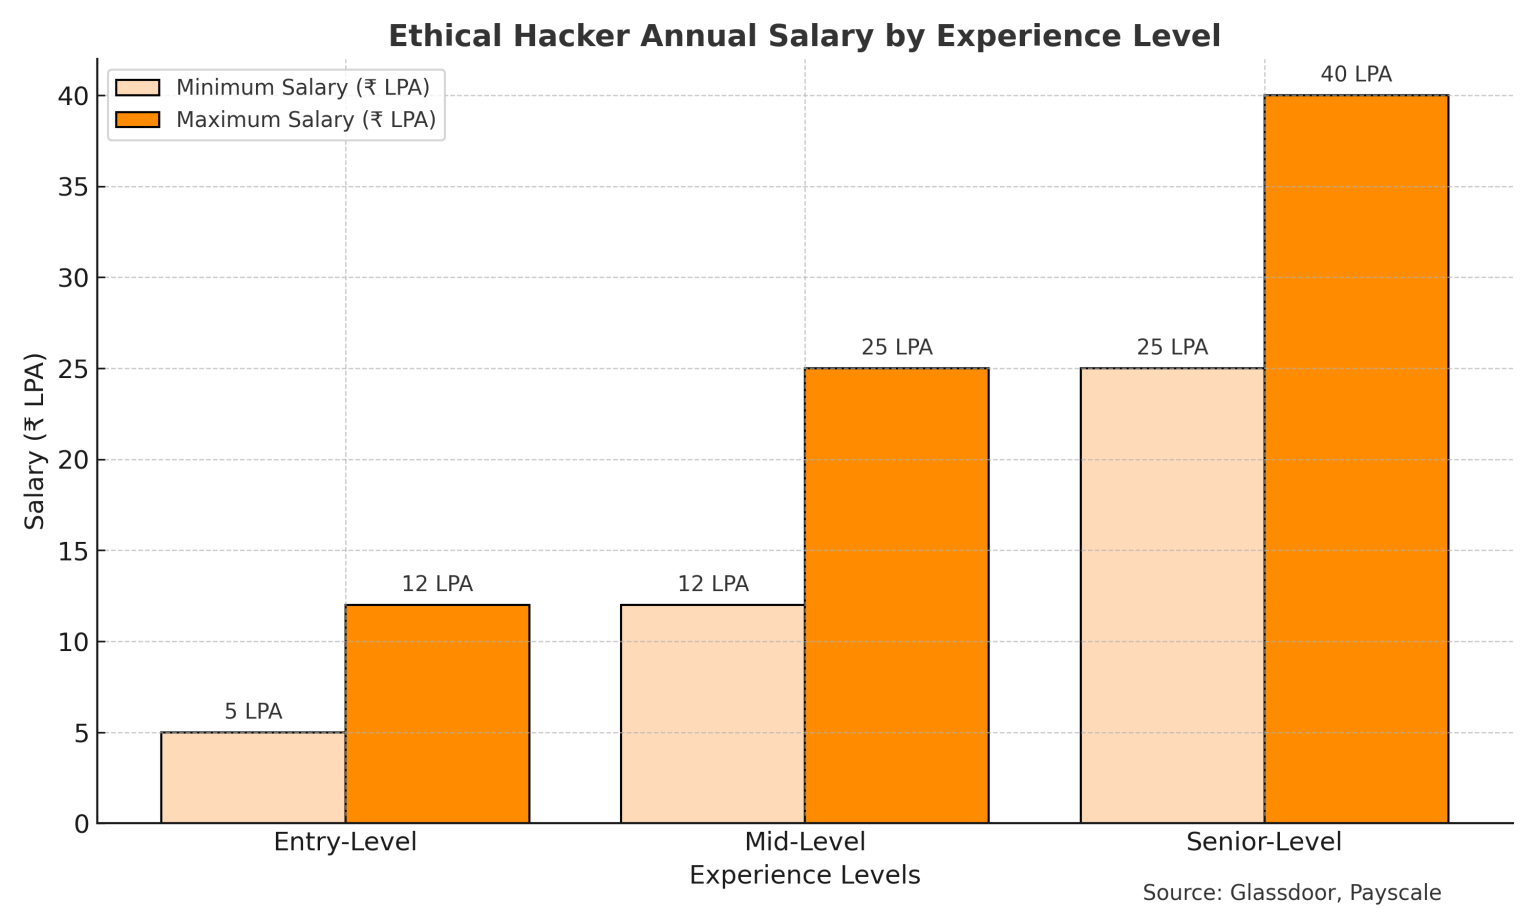 Ethical Hacker Annual Salary by Experience Level
Minimum Salary (₹ LPA)
Maximum Salary (₹ LPA)
Salary (₹ LPA)
40
35
30
25
20
15
10
5
0
5 LPA
12 LPA
12 LPA
25 LPA
25 LPA
40 LPA
Entry-Level
Mid-Level
Senior-Level
Experience Levels
Source: Glassdoor, Payscale